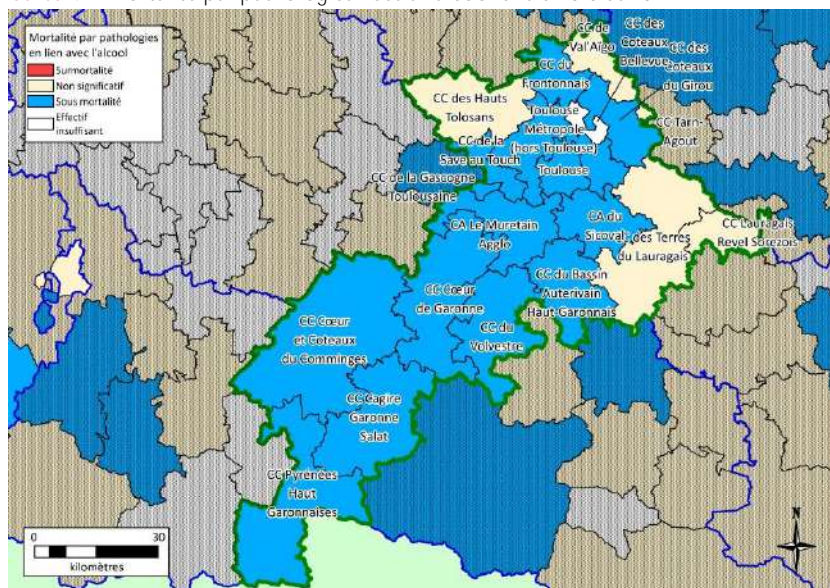 Mortalité par pathologies
en lien avec l'alcool
Surmortalité
Non significatif
Sous mortalité
Effectif
insuffisant
CC de
Val'Aïgo
CC des
Coteaux
Bellevue
CC des
Coteaux
du Girou
CC du
Frontonnais
CC des Hauts
Tolosans
Toulouse
Métropole
(hors Toulouse)
CC Tarn-
Agout
CC de la
Save au Touch
CC de la Gascogne
Toulousaine
Toulouse
CA Le Muretain
Agglo
CA du
Sicoval
des Terres
du Lauragais
CC Lauragais
Revel Sorezois
CC du Bassin
Auterivain
Haut-Garonnais
CC Cœur
de Garonne
CC Cœur
et Coteaux
du Comminges
CC du
Volvestre
CC Cagire
Garonne
Salat
CC Pyrénées
Haut
Garonnaises
N
0 30
kilomètres